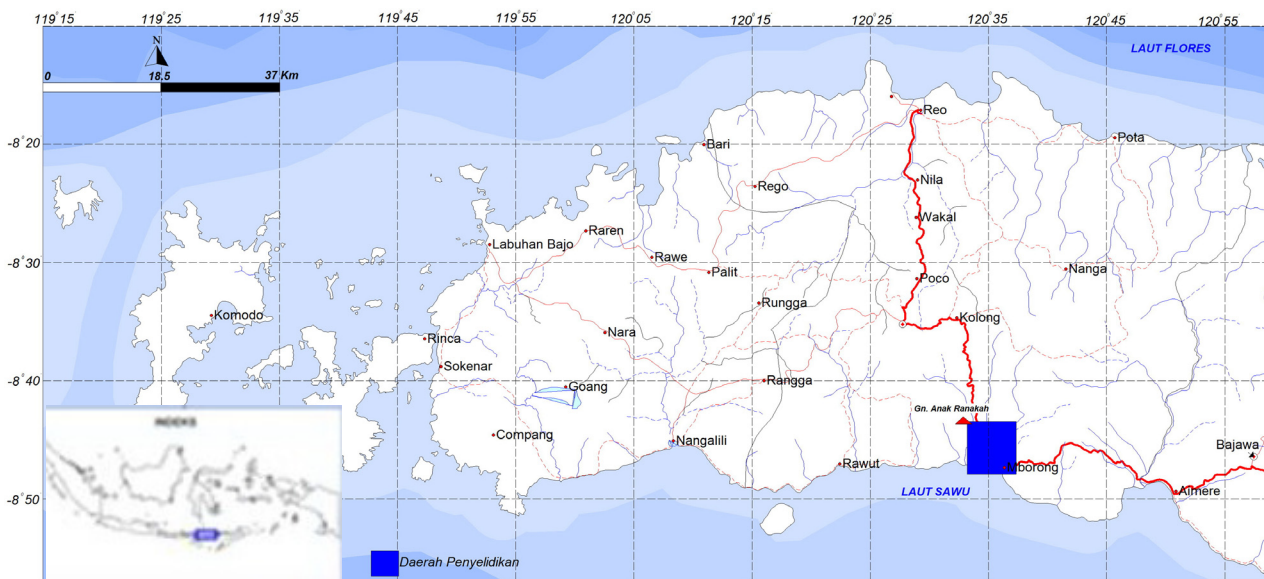 119°15'
119°25'
119°35'
119°45'
119°55'
120°05'
120°15'
120°25'
120°35'
120°45'
120°55'
N
0
18.5
37 Km
LAUT FLORES
Reo
-8°20'
Bari
Pota
Rego
Nila
Wakal
Raren
Labuhan Bajo
Rawe
-8°30'
Palit
Poco
Nanga
Komodo
Rungga
Kolong
Rinca
Nara
Sokenar
-8°40'
Goang
Rangga
Gn. Anak Ranakah
INDEKS
Compang
Nangalili
Bajawa
Rawut
Mborong
LAUT SAWU
Aimere
-8°50'
Daerah Penyelidikan